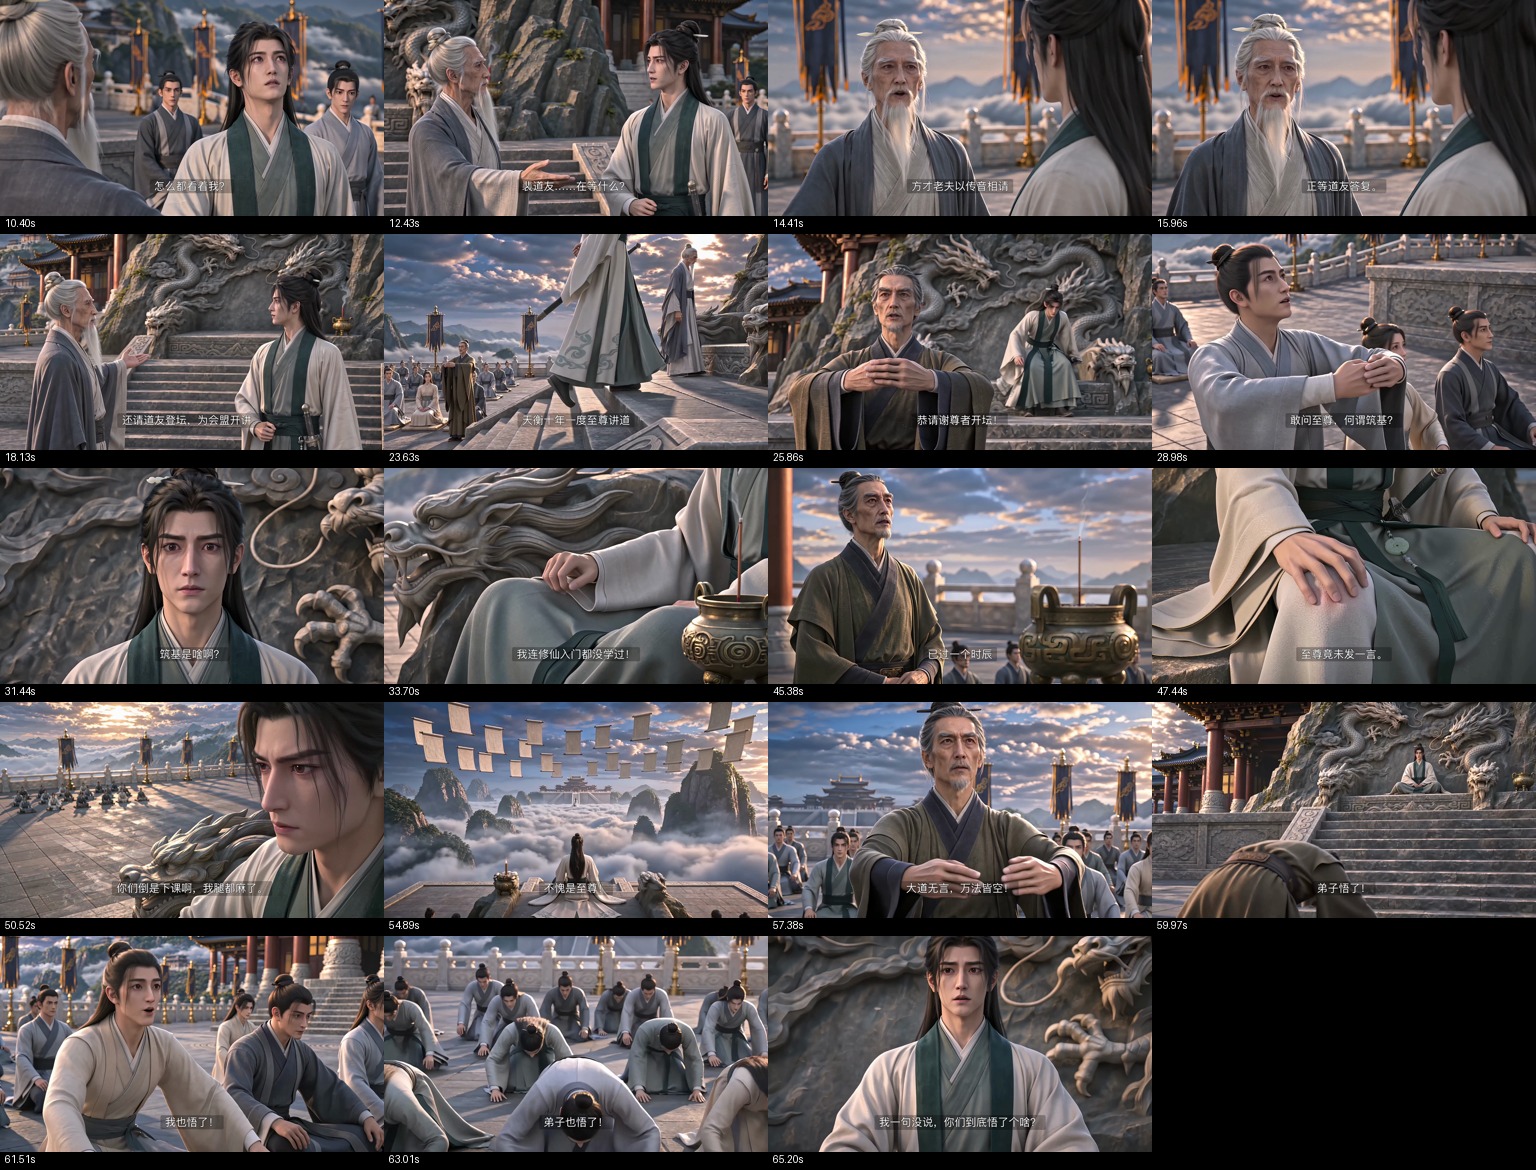 怎么都看着我?
裴道友……在等什么?
方才老夫以传音相请
正等道友答复。
10.40s
12.43s
14.41s
15.96s
还请道友登坛,为会盟开讲
天衡十年一度至尊讲道
恭请谢尊者开坛!
敢问至尊,何谓筑基?
18.13s
23.63s
25.86s
28.98s
筑基是啥啊?
我连修仙入门都没学过!
已过一个时辰
至尊竟未发一言。
31.44s
33.70s
45.38s
47.44s
你们倒是下课啊,我腿都麻了。
不愧是至尊!
大道无言,万法皆空!
弟子悟了!
50.52s
54.89s
57.38s
59.97s
我也悟了!
弟子也悟了!
我一句没说,你们到底悟了个啥?
61.51s
63.01s
65.20s